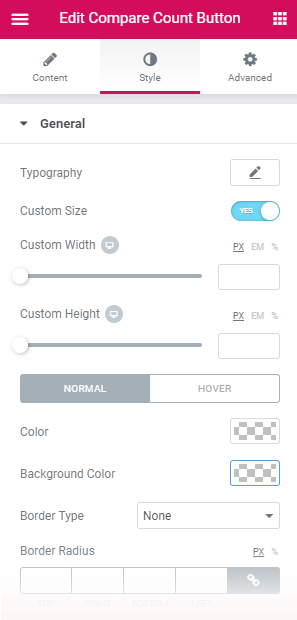 Edit Compare Count Button
Content Style Advanced
General
Typography
Custom Size YES
Custom Width PX EM %
Custom Height PX EM %
NORMAL HOVER
Color
Background Color
Border Type None
Border Radius PX %
TOP RIGHT BOTTOM LEFT